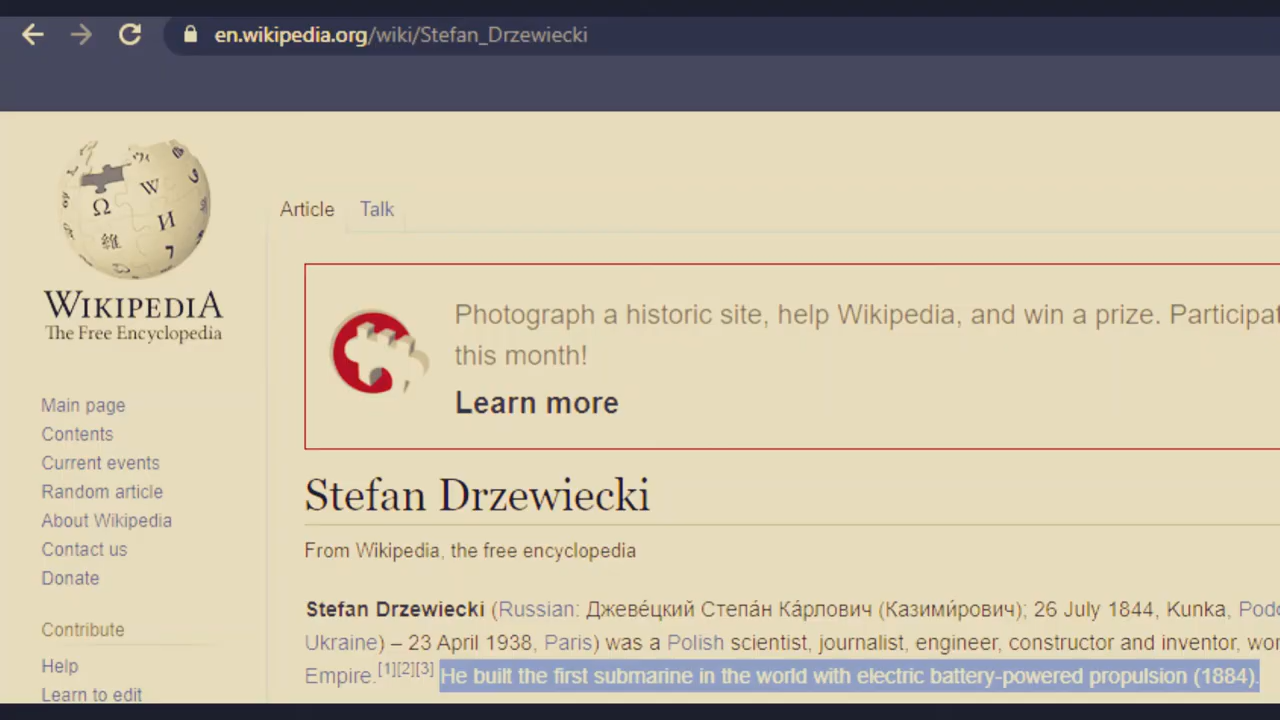 en.wikipedia.org/wiki/Stefan_Drzewiecki
WIKIPEDIA
The Free Encyclopedia
Main page
Contents
Current events
Random article
About Wikipedia
Contact us
Donate
Contribute
Help
Learn to edit
Article Talk
Photograph a historic site, help Wikipedia, and win a prize. Participat
this month!
Learn more
Stefan Drzewiecki
From Wikipedia, the free encyclopedia
Stefan Drzewiecki (Russian: Джеве́цкий Степа́н Ка́рлович (Казими́рович); 26 July 1844, Kunka, Podo
Ukraine) – 23 April 1938, Paris) was a Polish scientist, journalist, engineer, constructor and inventor, wor
Empire.[1][2][3] He built the first submarine in the world with electric battery-powered propulsion (1884).